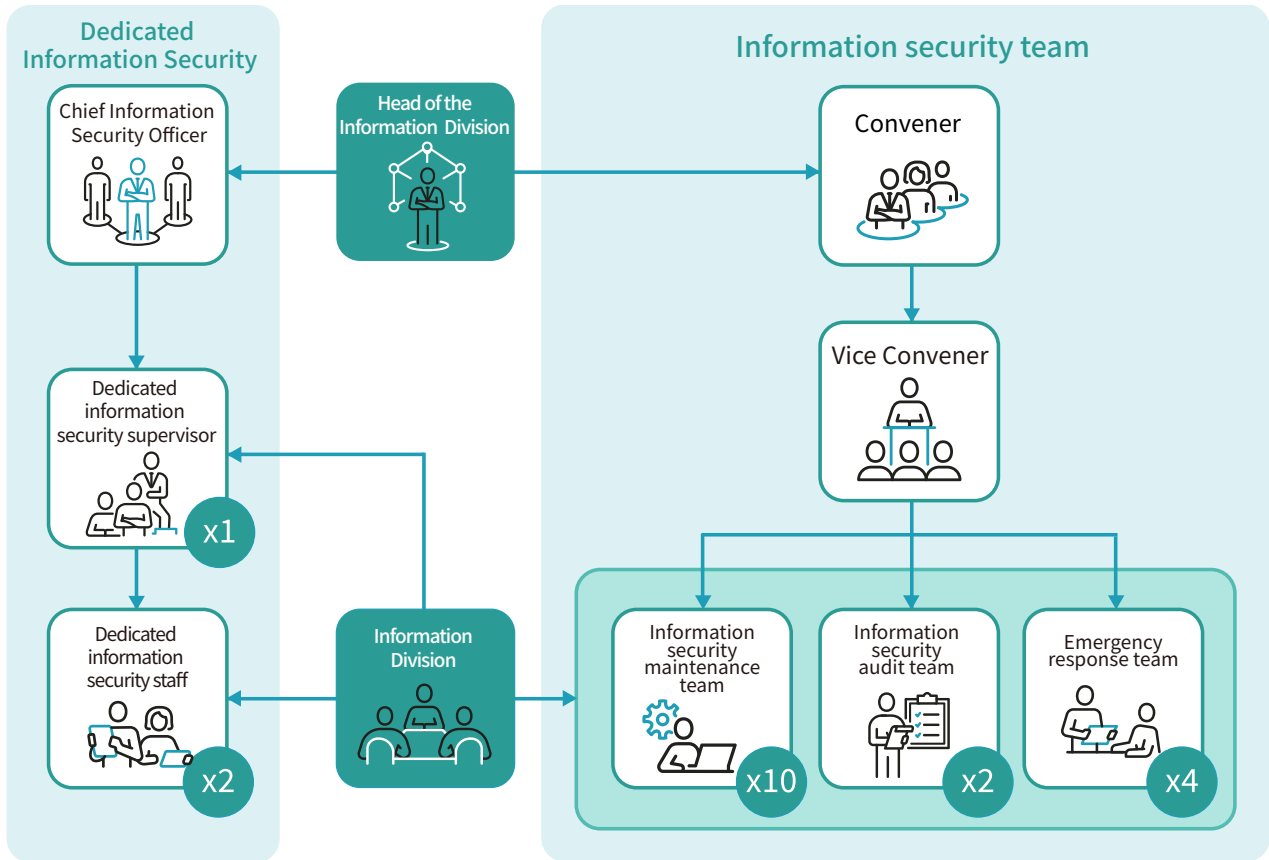 Dedicated
Information Security
Chief Information
Security Officer
Dedicated
information
security supervisor
x1
Dedicated
information
security staff
x2
Head of the
Information Division
Information
Division
Information security team
Convener
Vice Convener
Information
security
maintenance
team
x10
Information
security
audit team
x2
Emergency
response team
x4